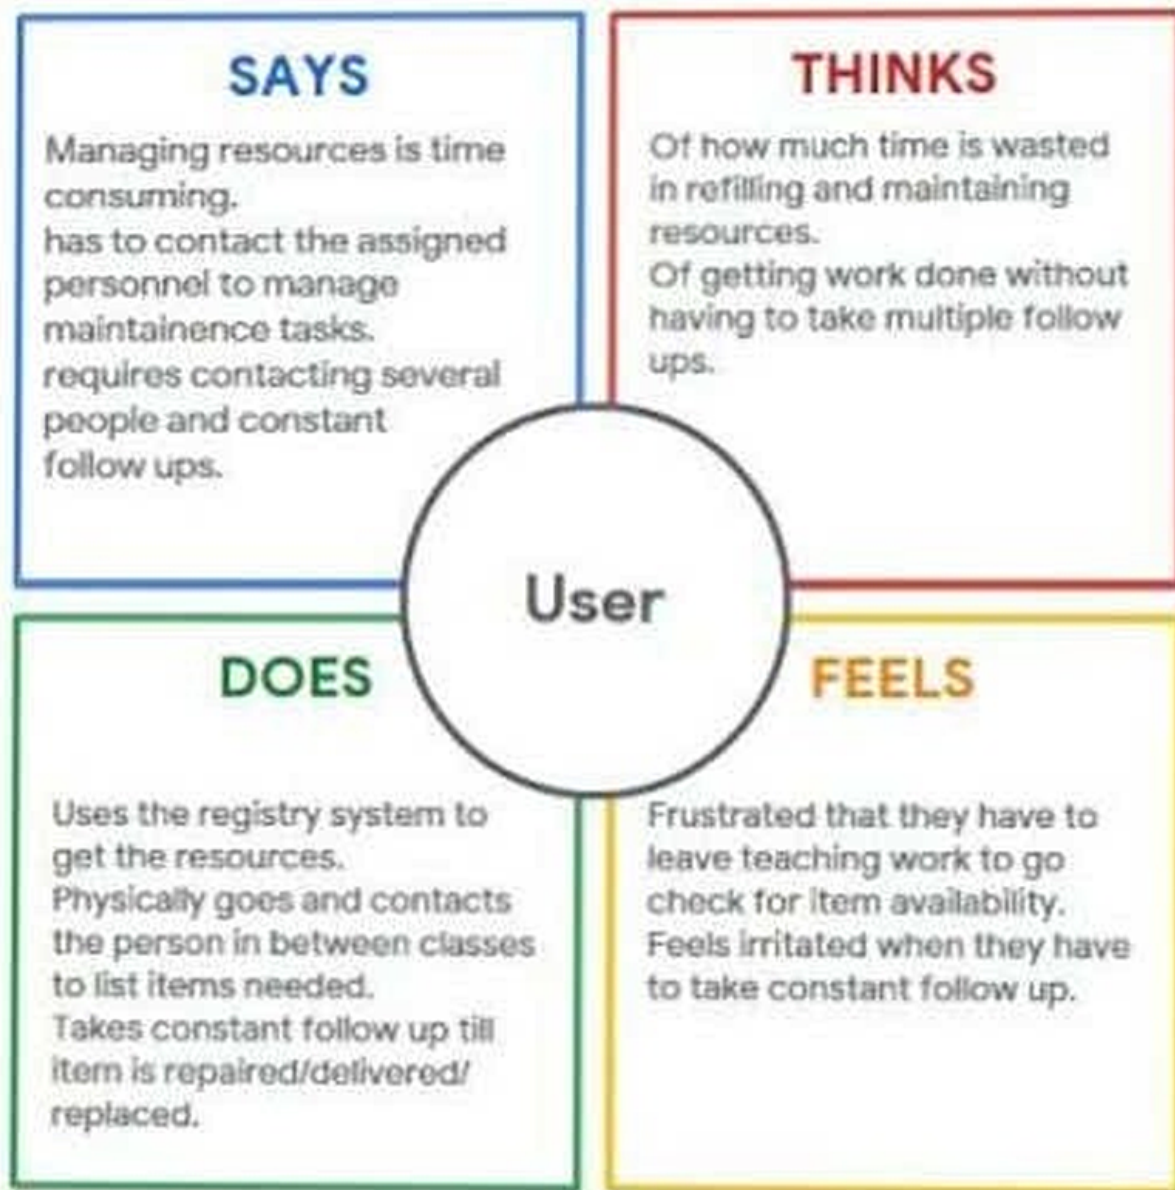 SAYS
Managing resources is time
consuming.
has to contact the assigned
personnel to manage
maintainence tasks.
requires contacting several
people and constant
follow ups.
THINKS
Of how much time is wasted
in refilling and maintaining
resources.
Of getting work done without
having to take multiple follow
ups.
User
DOES
Uses the registry system to
get the resources.
Physically goes and contacts
the person in between classes
to list items needed.
Takes constant follow up till
item is repaired/delivered/
replaced.
FEELS
Frustrated that they have to
leave teaching work to go
check for item availability.
Feels irritated when they have
to take constant follow up.